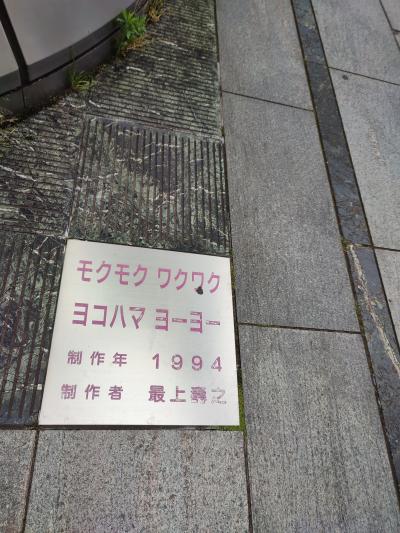 モクモク ワクワク
ヨコハマ ヨーヨー
制作年 1994
制作者 最上壽之